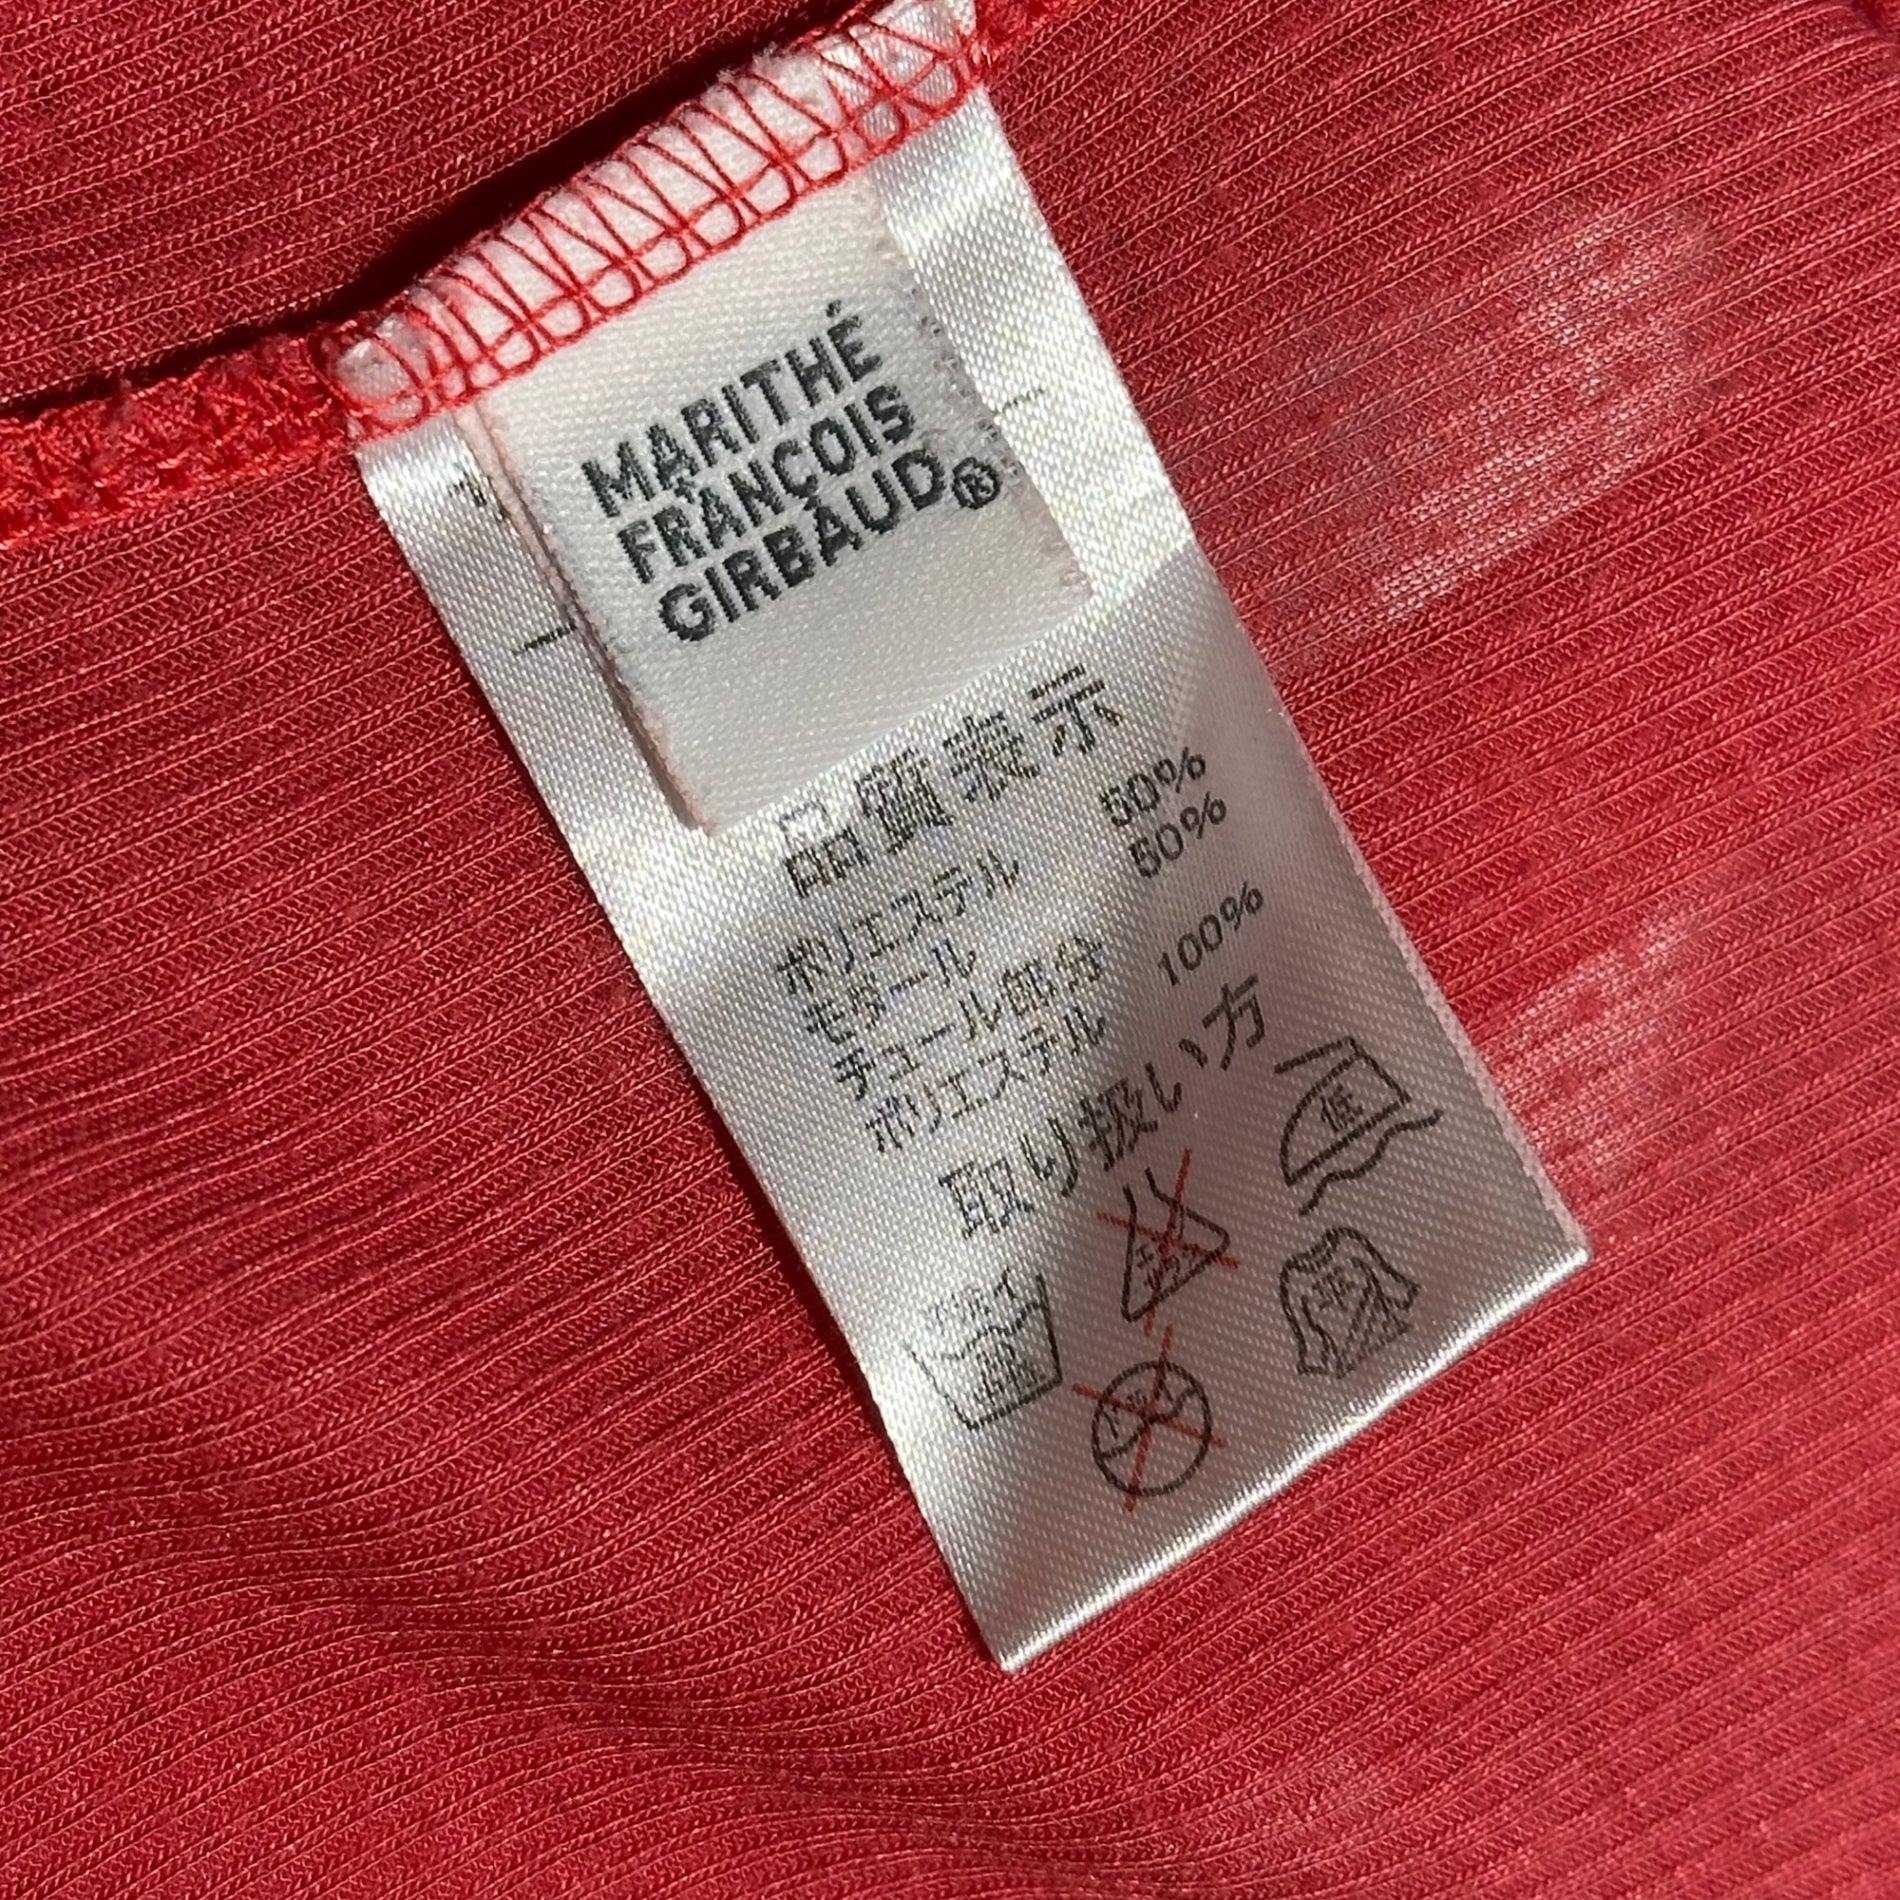 MARITHÉ
FRANÇOIS
GIRBAUD®
品質表示
ポリエステル 50%
モダール 50%
チュール部分
ポリエステル 100%
取り扱い方
低